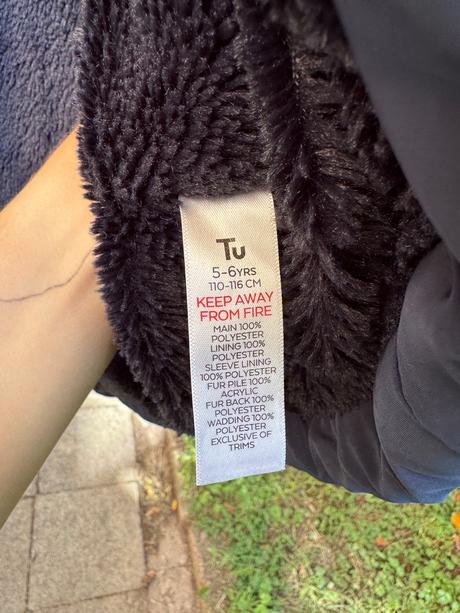 Tu
5-6YRS
110-116 CM
KEEP AWAY
FROM FIRE
MAIN 100%
POLYESTER
LINING 100%
POLYESTER
SLEEVE LINING
100% POLYESTER
FUR PILE 100%
ACRYLIC
FUR BACK 100%
POLYESTER
WADDING 100%
POLYESTER
EXCLUSIVE OF
TRIMS